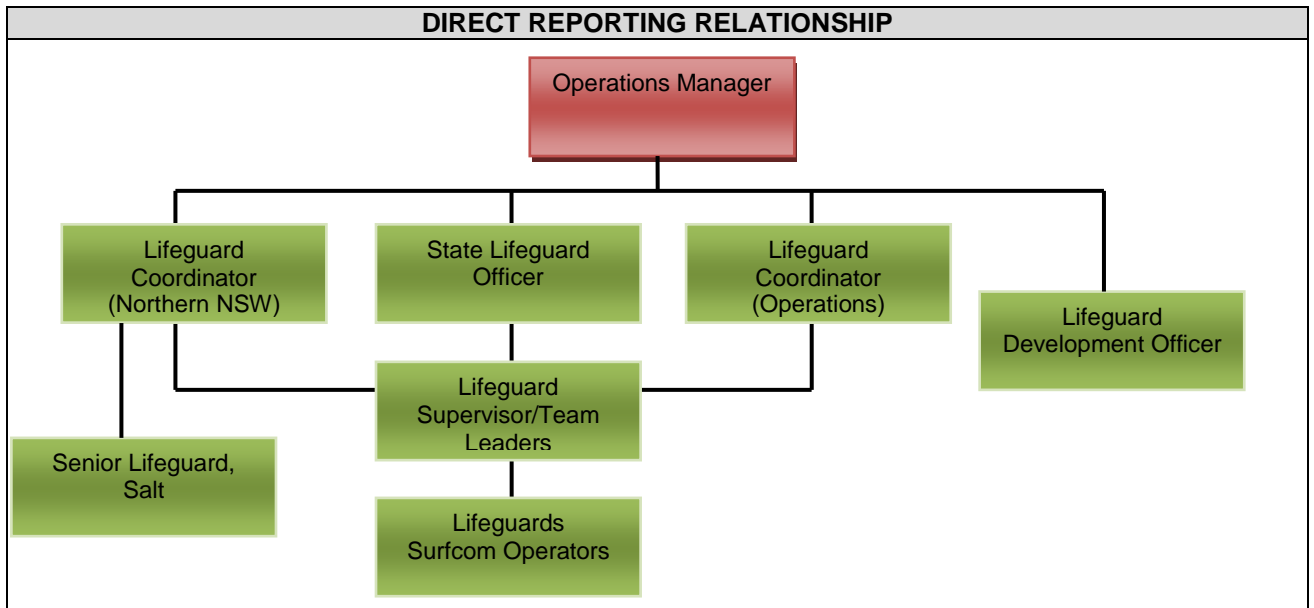 DIRECT REPORTING RELATIONSHIP
Operations Manager
Lifeguard
Coordinator
(Northern NSW)
State Lifeguard
Officer
Lifeguard
Coordinator
(Operations)
Lifeguard
Development Officer
Lifeguard
Supervisor/Team
Leaders
Senior Lifeguard,
Salt
Lifeguards
Surfcom Operators